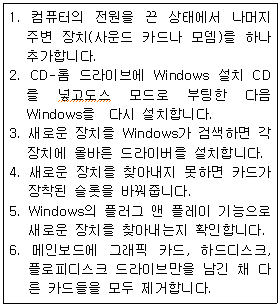 1. 컴퓨터의 전원을 끈 상태에서 나머지
주변 장치(사운드 카드나 모뎀)를 하나
추가합니다.
2. CD-롬 드라이브에 Windows 설치 CD
를 넣고도스 모드로 부팅한 다음
Windows를 다시 설치합니다.
3. 새로운 장치를 Windows가 검색하면 각
장치에 올바른 드라이버를 설치합니다.
4. 새로운 장치를 찾아내지 못하면 카드가
장착된 슬롯을 바꿔줍니다.
5. Windows의 플러그 앤 플레이 기능으로
새로운 장치를 찾아내는지 확인합니다.
6. 메인보드에 그래픽 카드, 하드디스크,
플로피디스크 드라이브만을 남긴 채 다
른 카드들을 모두 제거합니다.